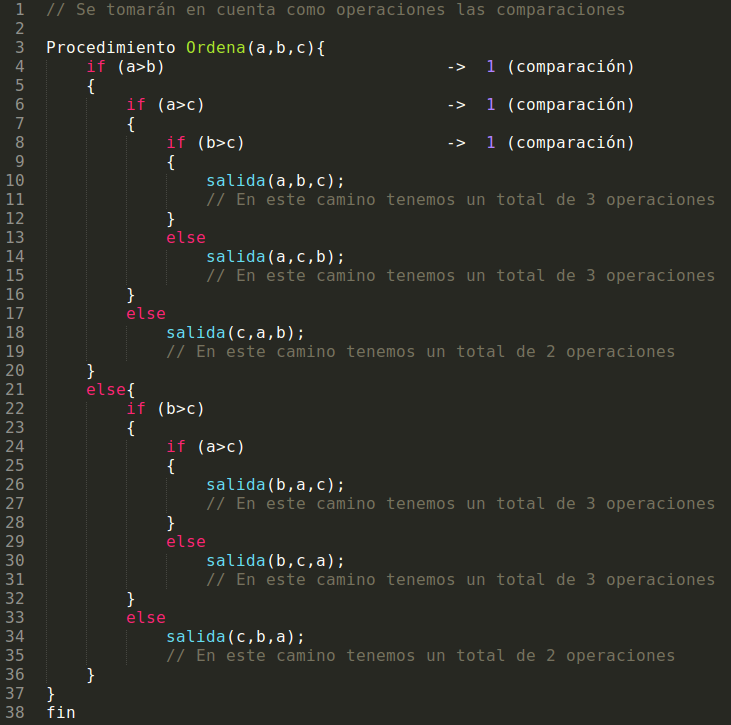 1 // Se tomarán en cuenta como operaciones las comparaciones
2
3 Procedimiento Ordena(a,b,c){
4     if (a>b)                            -> 1 (comparación)
5     {
6         if (a>c)                        -> 1 (comparación)
7         {
8             if (b>c)                    -> 1 (comparación)
9             {
10                 salida(a,b,c);
11                 // En este camino tenemos un total de 3 operaciones
12             }
13             else
14                 salida(a,c,b);
15                 // En este camino tenemos un total de 3 operaciones
16         }
17         else
18             salida(c,a,b);
19             // En este camino tenemos un total de 2 operaciones
20     }
21     else{
22         if (b>c)
23         {
24             if (a>c)
25             {
26                 salida(b,a,c);
27                 // En este camino tenemos un total de 3 operaciones
28             }
29             else
30                 salida(b,c,a);
31                 // En este camino tenemos un total de 3 operaciones
32         }
33         else
34             salida(c,b,a);
35             // En este camino tenemos un total de 2 operaciones
36     }
37 }
38 fin